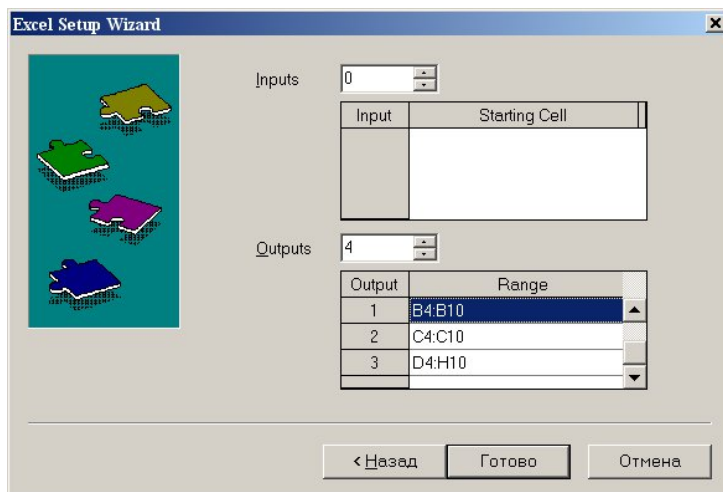 Excel Setup Wizard
Inputs 0
Input Starting Cell
Outputs 4
Output Range
1 B4:B10
2 C4:C10
3 D4:H10
< Назад Готово Отмена